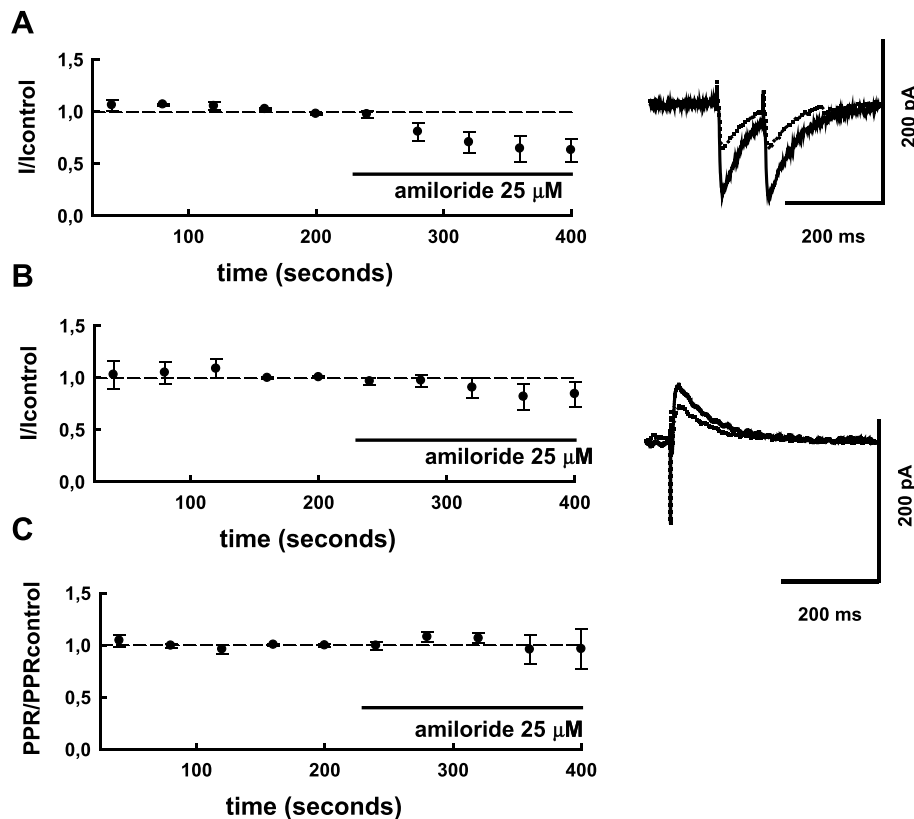 A
I/Icontrol
1,5
1,0
0,5
0,0
amiloride 25 μM
100 200 300 400
time (seconds)
200 pA
200 ms
B
I/Icontrol
1,5
1,0
0,5
0,0
amiloride 25 μM
100 200 300 400
time (seconds)
200 pA
200 ms
C
PPR/PPRcontrol
1,5
1,0
0,5
0,0
amiloride 25 μM
100 200 300 400
time (seconds)